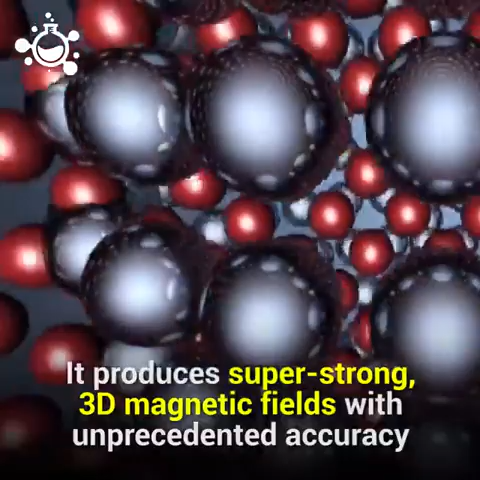 It produces super-strong,
3D magnetic fields with
unprecedented accuracy